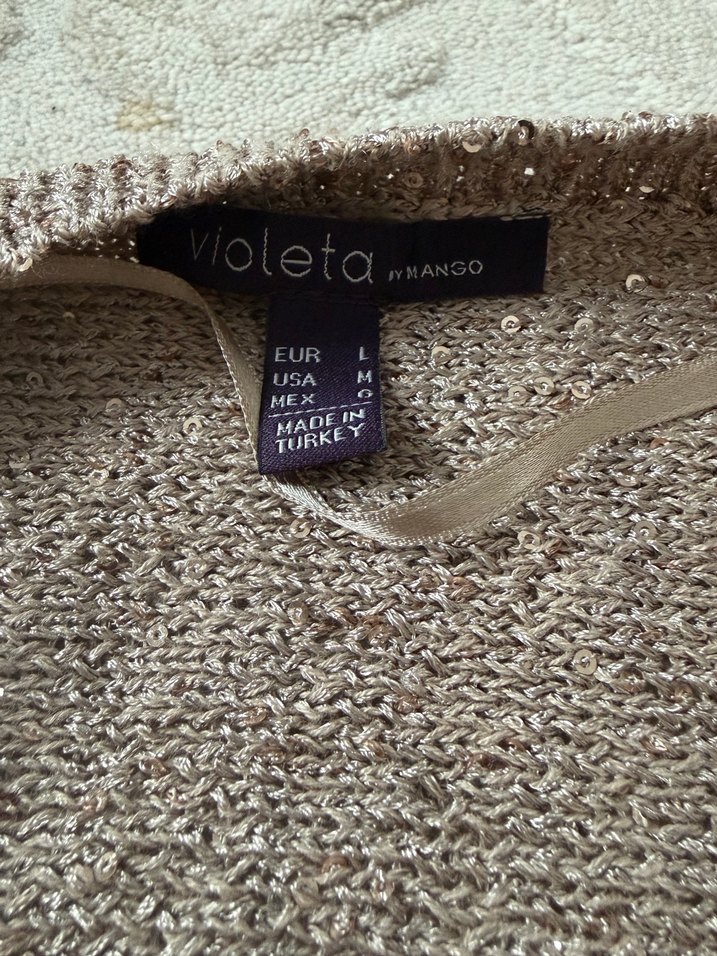 violeta BY MANGO
EUR L
USA M
MEX G
MADE IN
TURKEY